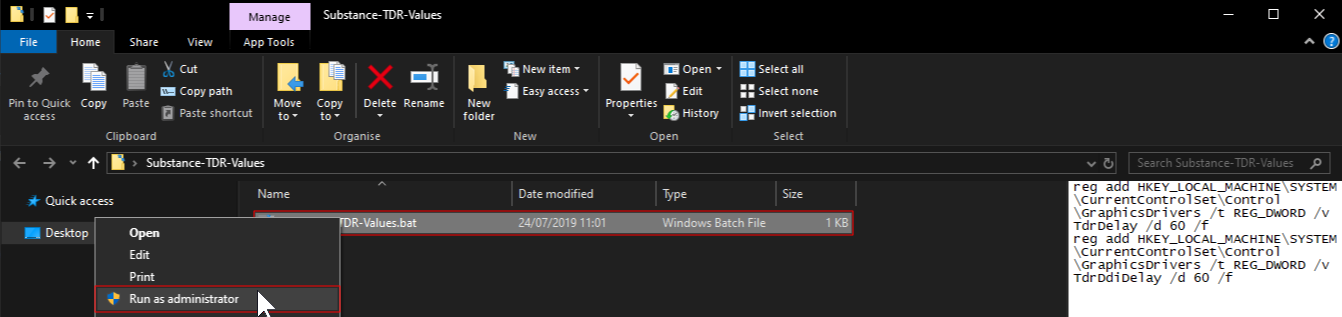 Manage
Substance-TDR-Values
File
Home
Share
View
App Tools
Pin to Quick
access
Copy
Paste
Cut
Copy path
Paste shortcut
Clipboard
Move
to
Copy
to
Delete
Rename
Organise
New
folder
New item
Easy access
New
Properties
Open
Edit
History
Open
Select all
Select none
Invert selection
Select
Substance-TDR-Values
Search Substance-TDR-Values
Quick access
Desktop
Name
Date modified
Type
Size
TDR-Values.bat
24/07/2019 11:01
Windows Batch File
1 KB
Open
Edit
Print
Run as administrator
reg add HKEY_LOCAL_MACHINE\SYSTEM
\CurrentControlSet\Control
\GraphicsDrivers /t REG_DWORD /v
TdrDelay /d 60 /f
reg add HKEY_LOCAL_MACHINE\SYSTEM
\CurrentControlSet\Control
\GraphicsDrivers /t REG_DWORD /v
TdrDdiDelay /d 60 /f